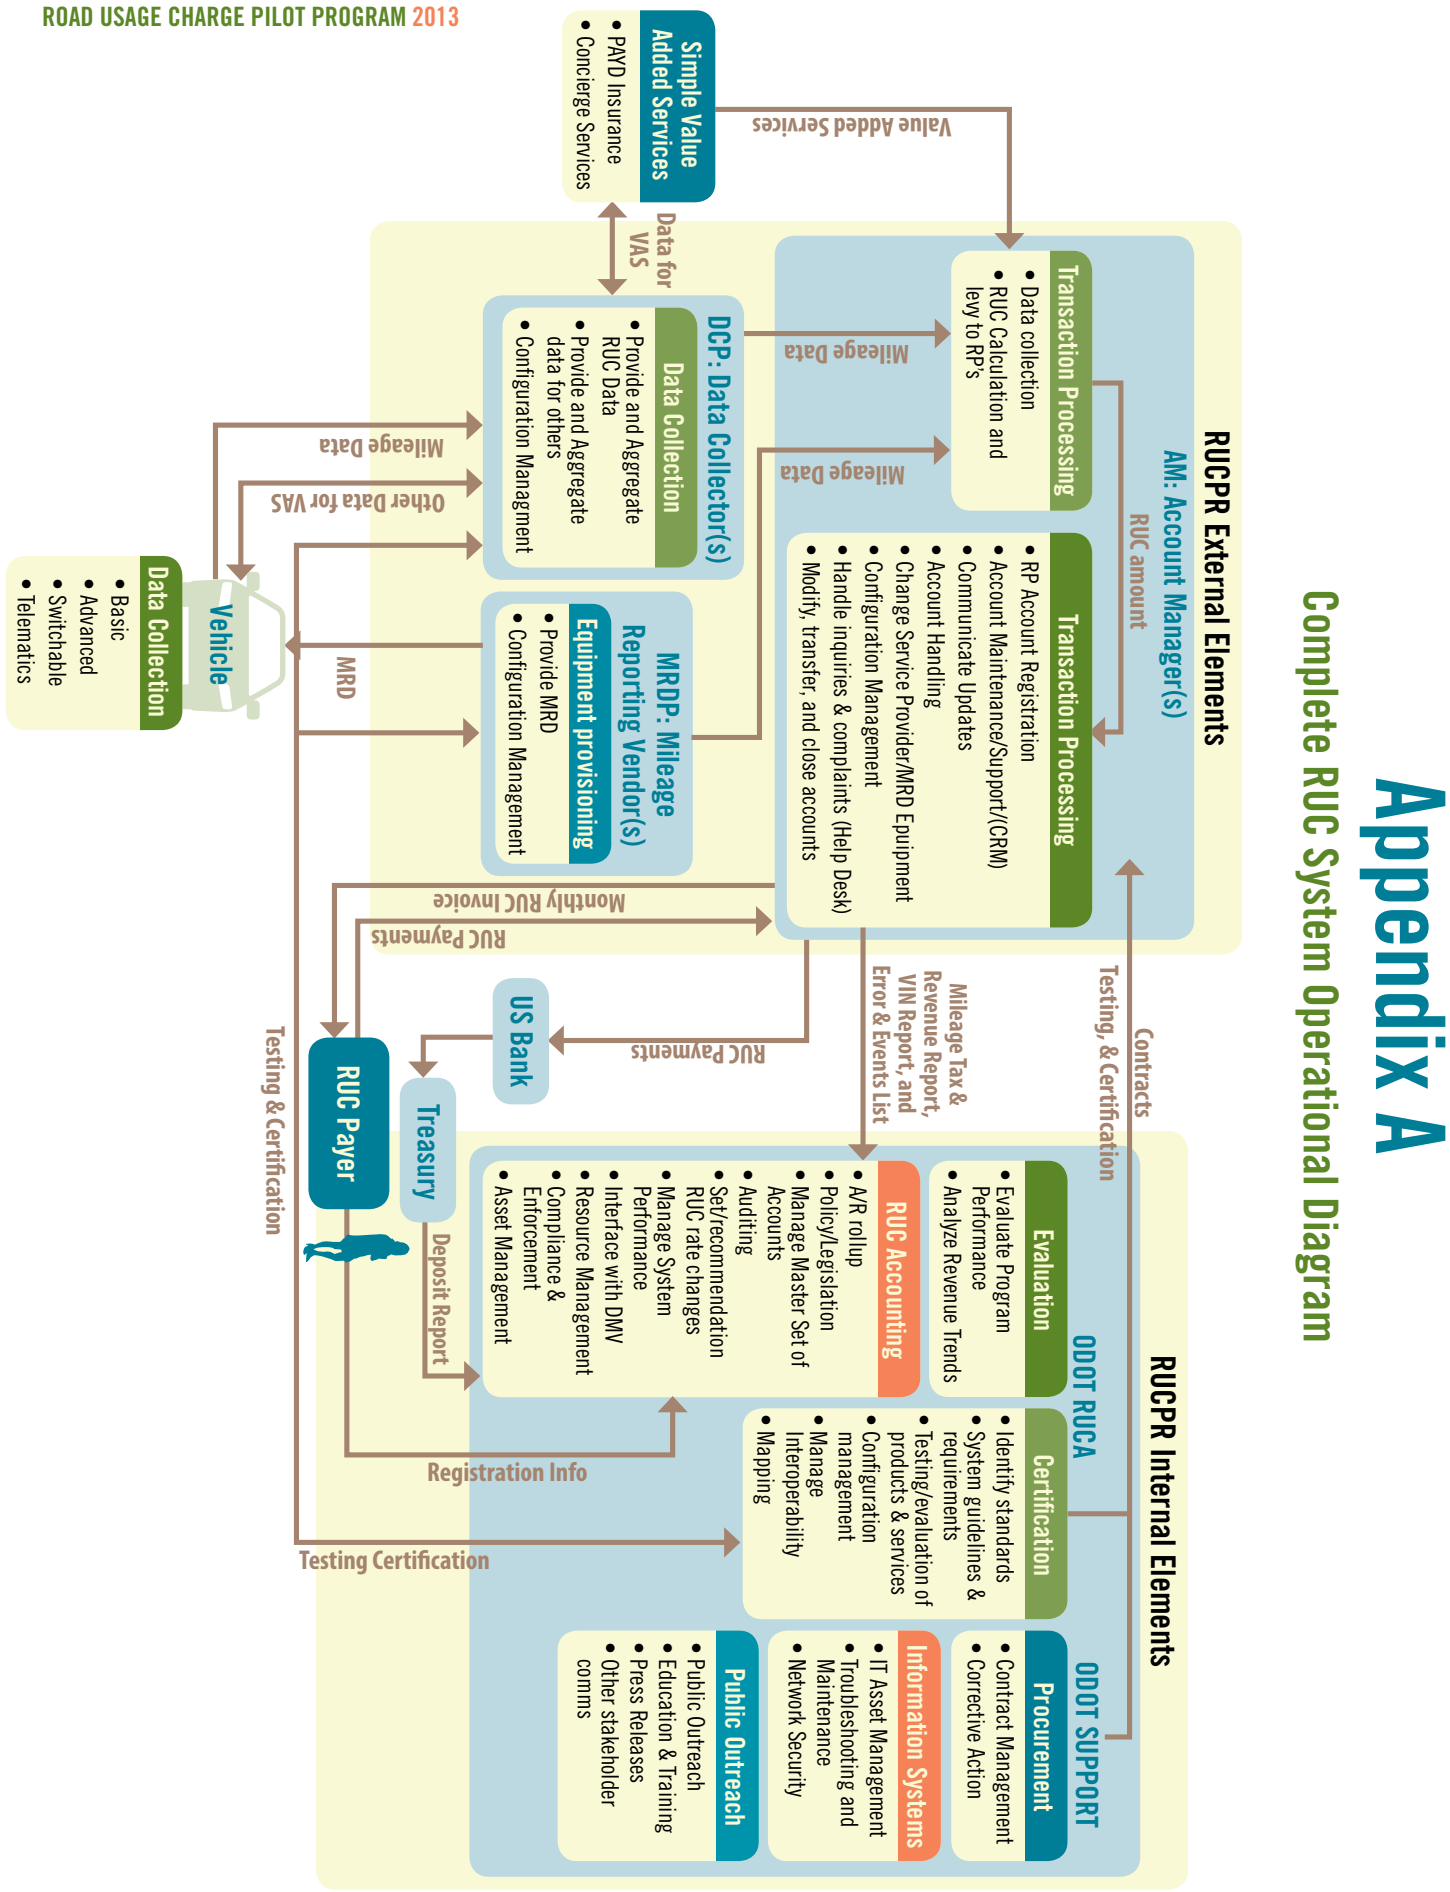 ROAD USAGE CHARGE PILOT PROGRAM 2013
Appendix A
Complete RUC System Operational Diagram
RUCPR External Elements
AM: Account Manager(s)
Transaction Processing
• Data collection
• RUC Calculation and
levy to RP's
RUC amount
Transaction Processing
• RP Account Registration
• Account Maintenance/Support/(CRM)
• Communicate Updates
• Account Handling
• Change Service Provider/MRD Equipment
• Configuration Management
• Handle inquiries & complaints (Help Desk)
• Modify, transfer, and close accounts
Simple Value
Added Services
• PAYD Insurance
• Concierge Services
Value Added Services
Data for
VAS
Mileage Data
Mileage Data
DCP: Data Collector(s)
Data Collection
• Provide and Aggregate
RUC Data
• Provide and Aggregate
data for others
• Configuration Managment
MRDP: Mileage
Reporting Vendor(s)
Equipment provisioning
• Provide MRD
• Configuration Management
Mileage Data
Other Data for VAS
MRD
Vehicle
Data Collection
• Basic
• Advanced
• Switchable
• Telematics
Monthly RUC Invoice
RUC Payments
Contracts
Testing, & Certification
Mileage Tax &
Revenue Report,
VIN Report, and
Error & Events List
RUC Payments
US Bank
Treasury
RUC Payer
Testing & Certification
Deposit Report
Registration Info
Testing Certification
RUCPR Internal Elements
ODOT RUCA
Evaluation
• Evaluate Program
Performance
• Analyze Revenue Trends
RUC Accounting
• A/R rollup
• Policy/Legislation
• Manage Master Set of
Accounts
• Auditing
• Set/recommendation
RUC rate changes
• Manage System
Performance
• Interface with DMV
• Resource Management
• Compliance &
Enforcement
• Asset Management
Certification
• Identify standards
• System guidelines &
requirements
• Testing/evaluation of
products & services
• Configuration
management
• Manage
Interoperability
• Mapping
ODOT SUPPORT
Procurement
• Contract Management
• Corrective Action
Information Systems
• IT Asset Management
• Troubleshooting and
Maintenance
• Network Security
Public Outreach
• Public Outreach
• Education & Training
• Press Releases
• Other stakeholder
comms